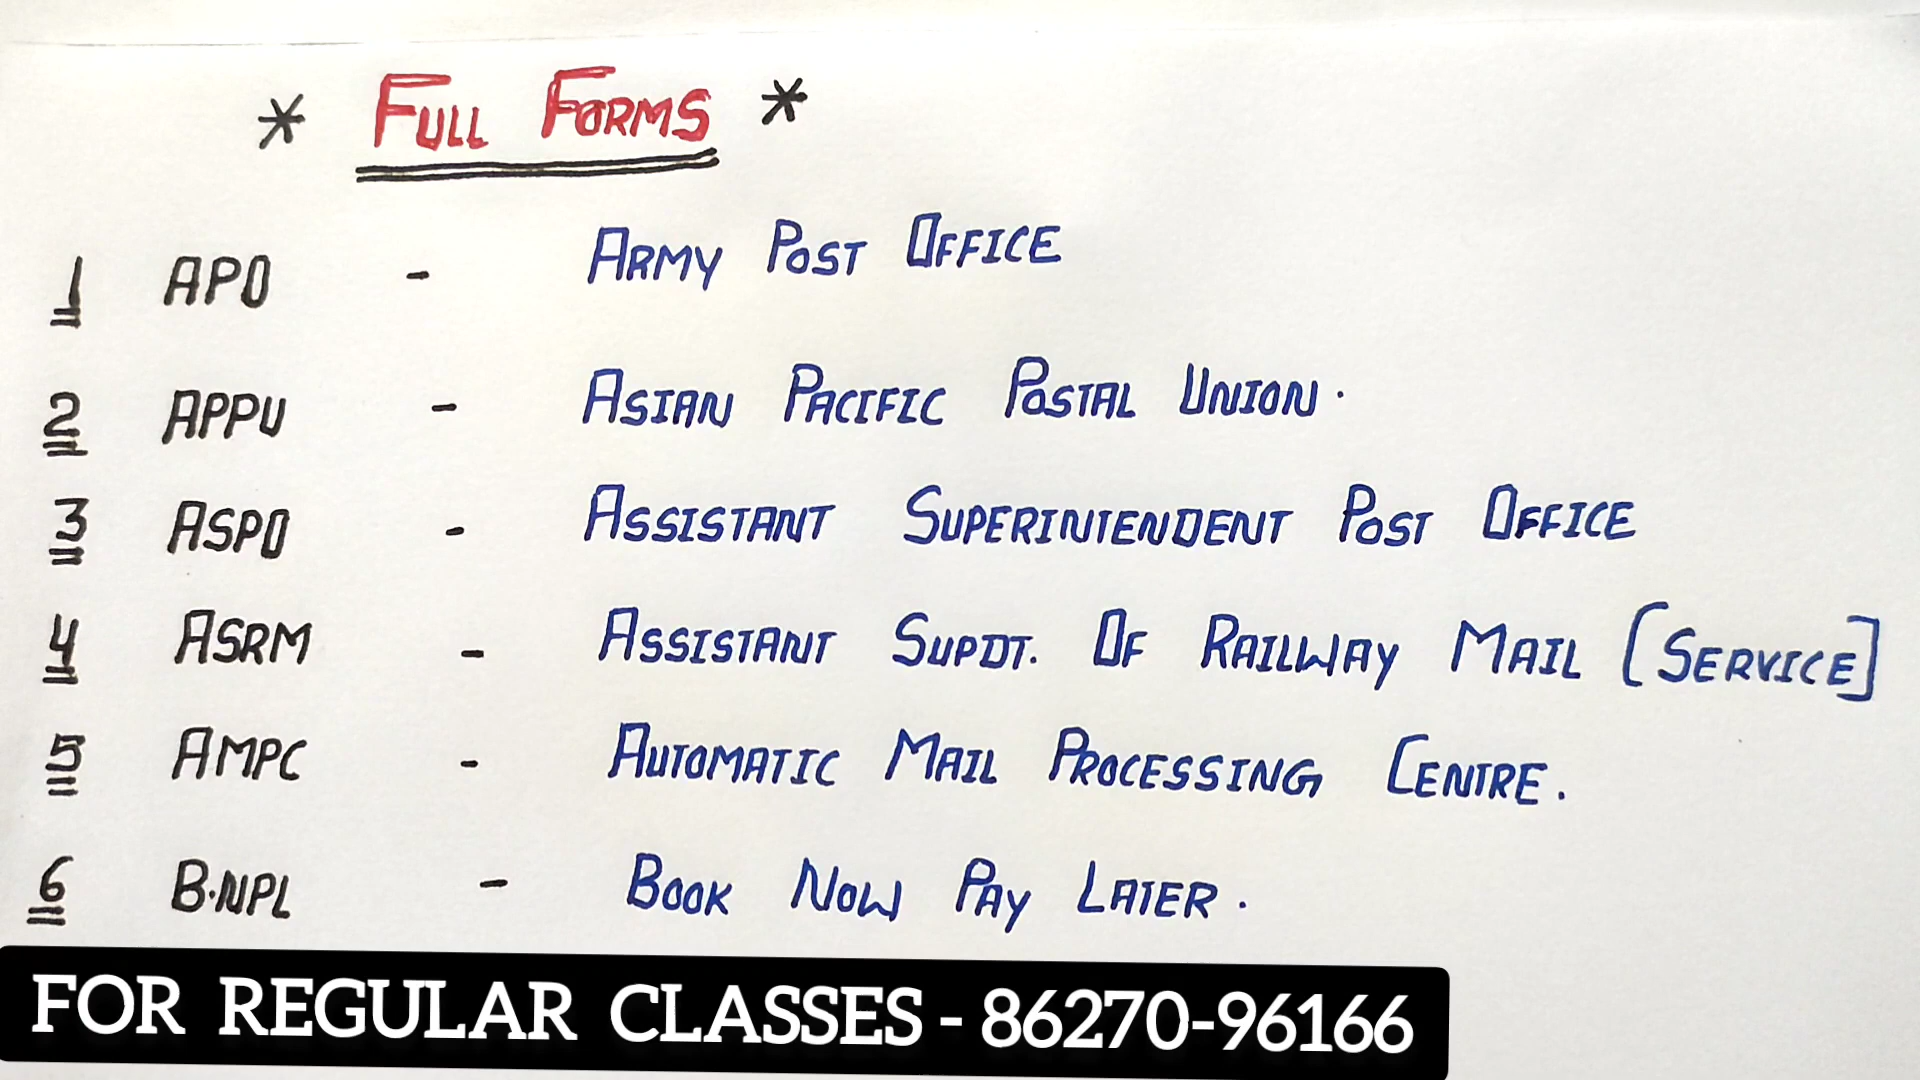 * FULL FORMS *
1 APO - ARMY POST OFFICE
2 APPU - ASIAN PACIFIC POSTAL UNION.
3 ASPO - ASSISTANT SUPERINTENDENT POST OFFICE
4 ASRM - ASSISTANT SUPDT. OF RAILWAY MAIL [SERVICE]
5 AMPC - AUTOMATIC MAIL PROCESSING CENTRE.
6 B.NPL - BOOK NOW PAY LATER.
FOR REGULAR CLASSES - 86270-96166